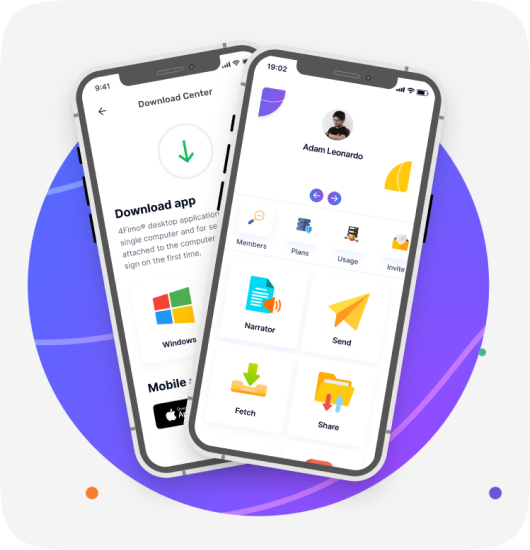 9:41
Download Center
Download app
4Fimo® desktop application
single computer and for se
attached to the computer
sign on the first time.
Windows
Mobile
19:02
Adam Leonardo
Members
Plans
Usage
Invite
Narrator
Send
Fetch
Share